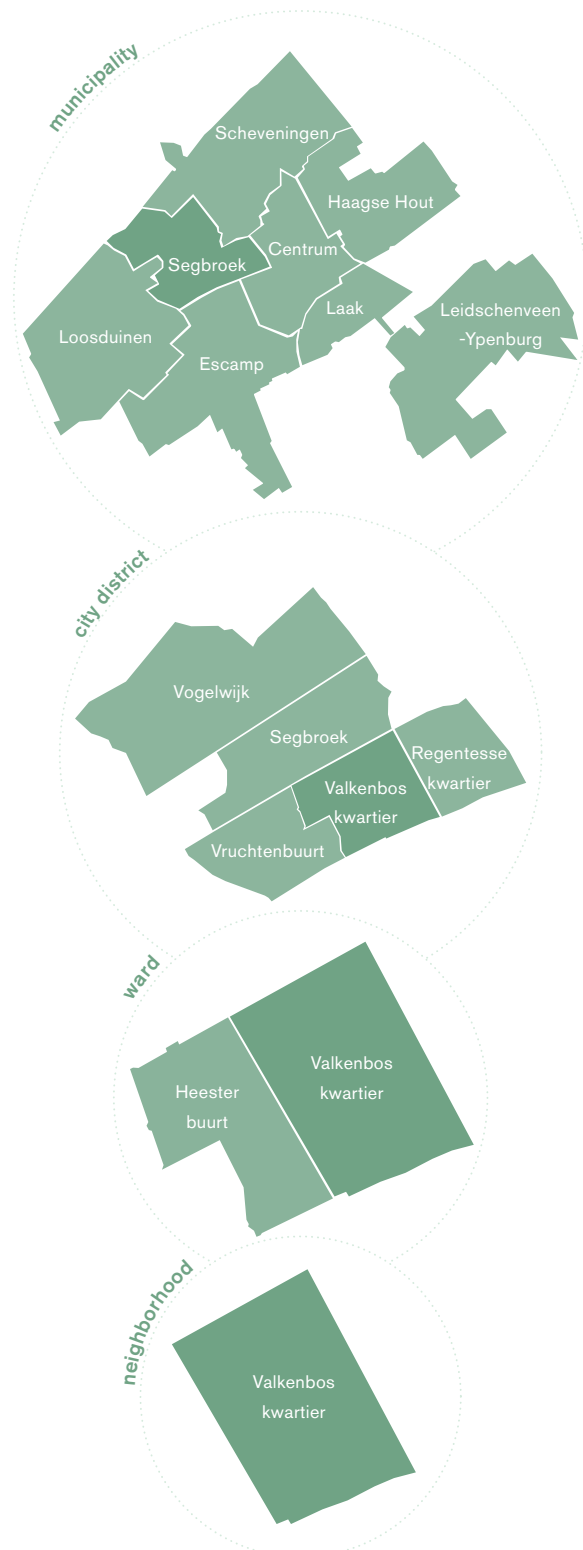 municipality
Scheveningen
Haagse Hout
Centrum
Segbroek
Laak
Leidschenveen
-Ypenburg
Loosduinen
Escamp
city district
Vogelwijk
Segbroek
Regentesse
kwartier
Valkenbos
kwartier
Vruchtenbuurt
ward
Valkenbos
kwartier
Heester
buurt
neighborhood
Valkenbos
kwartier